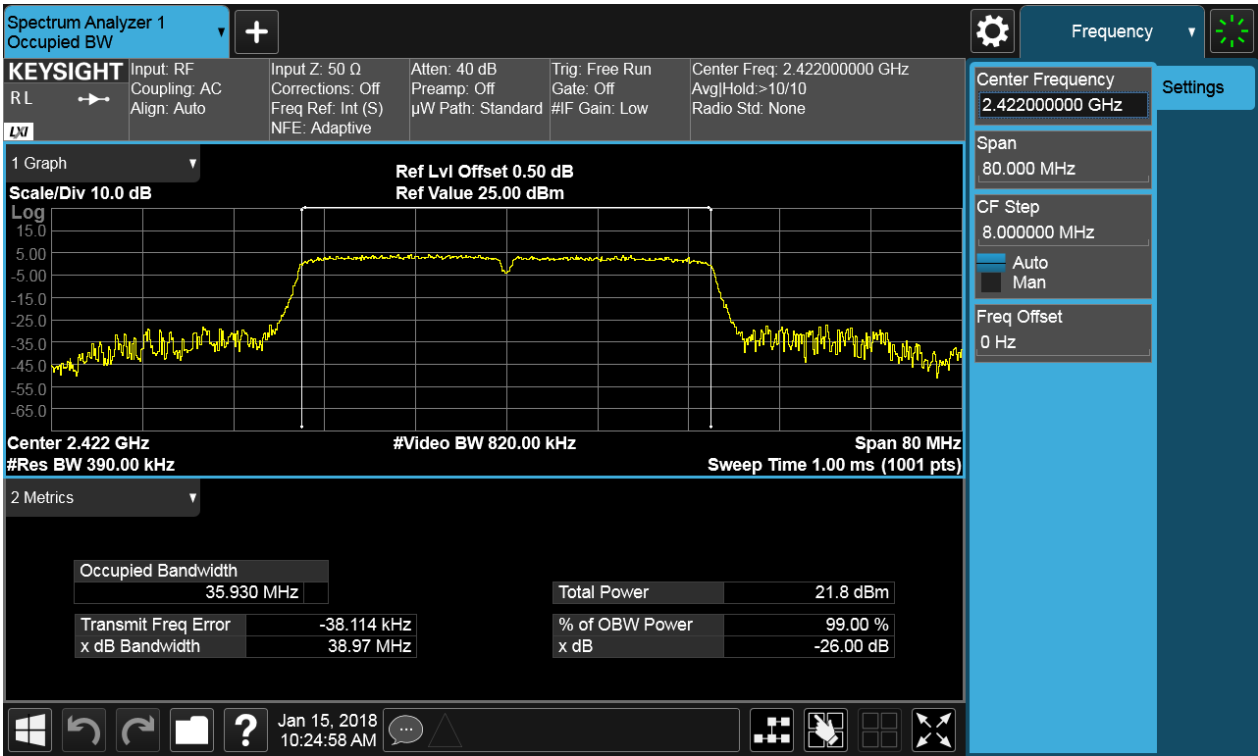 Spectrum Analyzer 1
Occupied BW
+
Frequency
KEYSIGHT
R L
LXI
Input: RF
Coupling: AC
Align: Auto
Input Z: 50 Ω
Corrections: Off
Freq Ref: Int (S)
NFE: Adaptive
Atten: 40 dB
Preamp: Off
µW Path: Standard
Trig: Free Run
Gate: Off
#IF Gain: Low
Center Freq: 2.422000000 GHz
Avg|Hold:>10/10
Radio Std: None
Center Frequency
2.422000000 GHz
Settings
Span
80.000 MHz
CF Step
8.000000 MHz
Auto
Man
Freq Offset
0 Hz
1 Graph
Scale/Div 10.0 dB
Ref Lvl Offset 0.50 dB
Ref Value 25.00 dBm
Log
15.0
5.00
-5.00
-15.0
-25.0
-35.0
-45.0
-55.0
-65.0
Center 2.422 GHz
#Video BW 820.00 kHz
Span 80 MHz
#Res BW 390.00 kHz
Sweep Time 1.00 ms (1001 pts)
2 Metrics
Occupied Bandwidth
35.930 MHz
Total Power 21.8 dBm
Transmit Freq Error -38.114 kHz
% of OBW Power 99.00 %
x dB Bandwidth 38.97 MHz
x dB -26.00 dB
?
Jan 15, 2018
10:24:58 AM